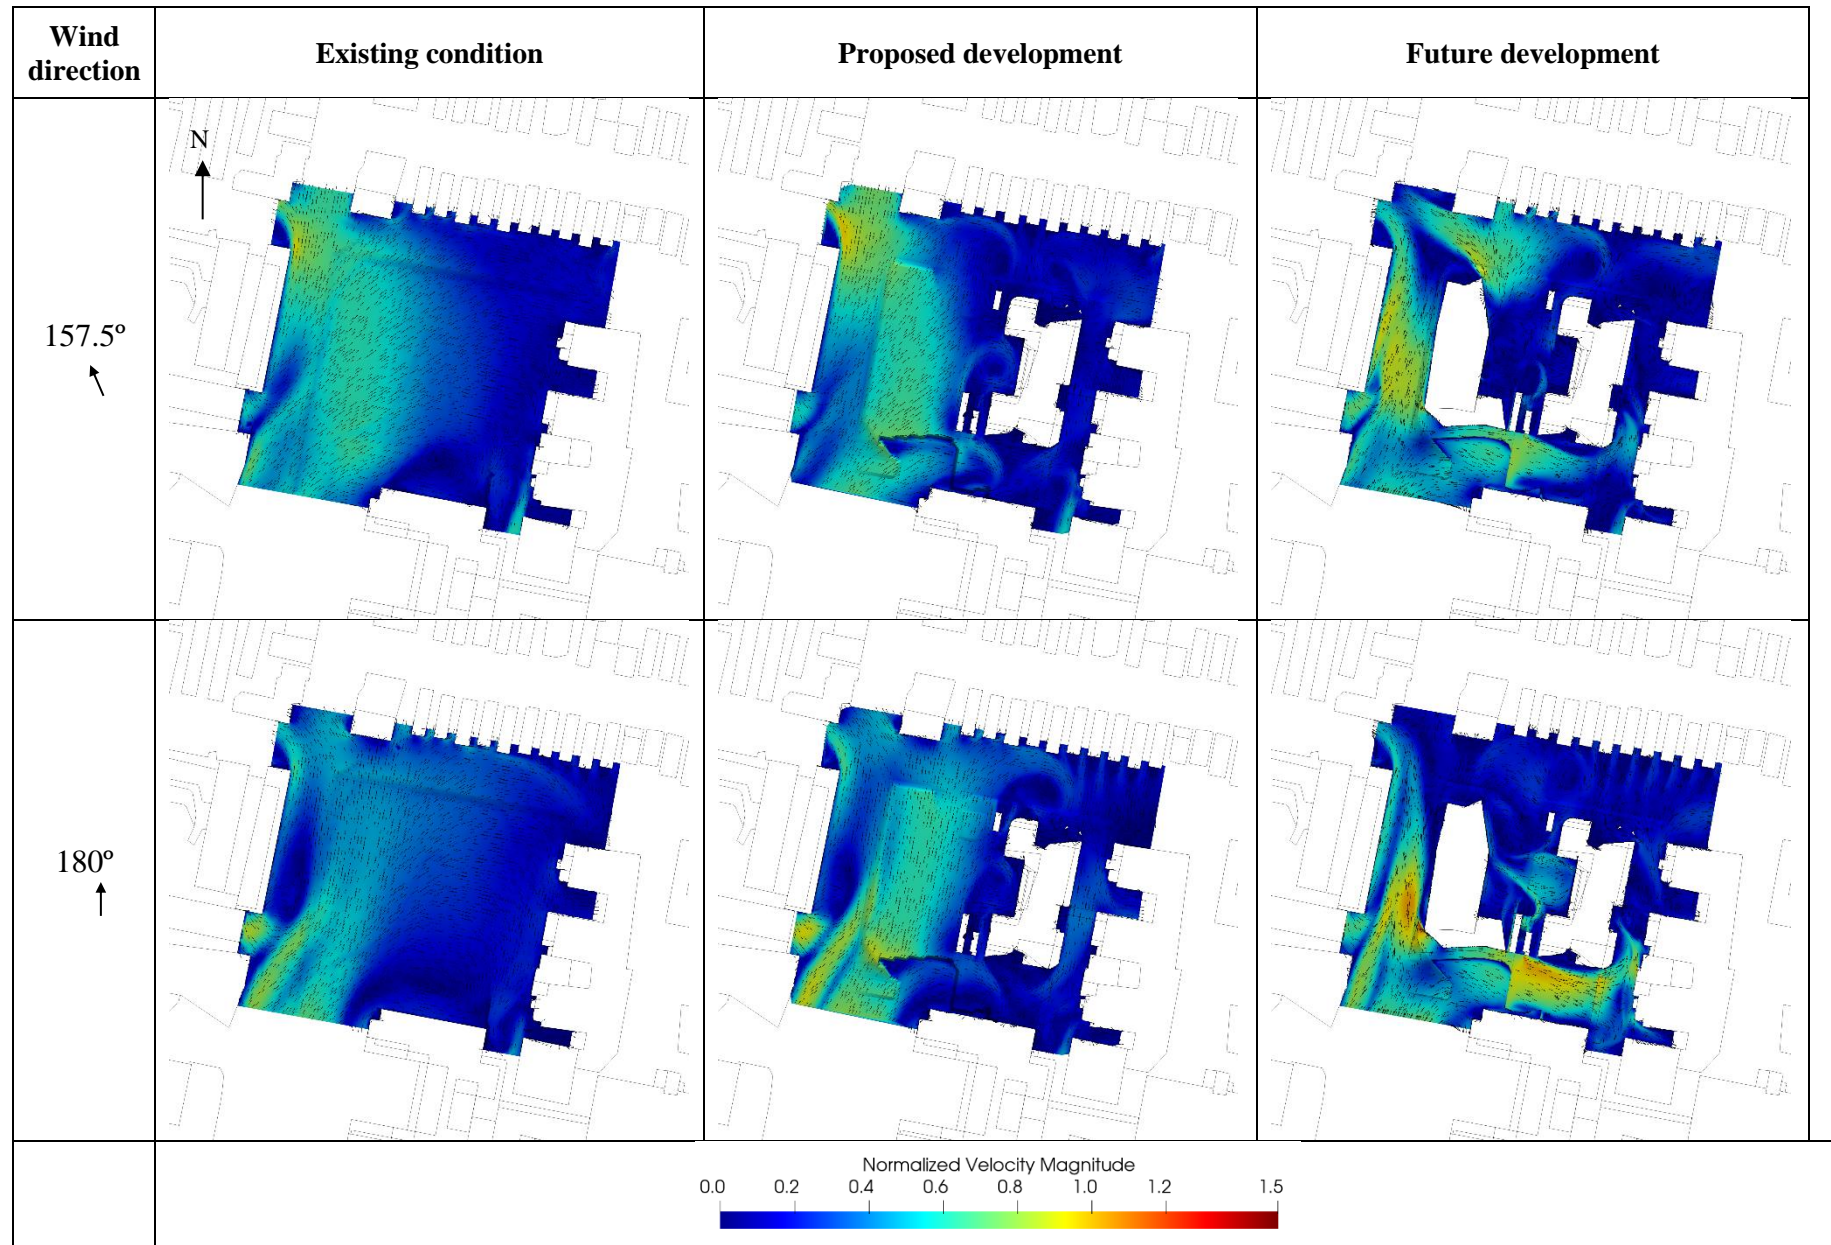 Wind direction
Existing condition
Proposed development
Future development
N
157.5º
180º
Normalized Velocity Magnitude
0.0 0.2 0.4 0.6 0.8 1.0 1.2 1.5